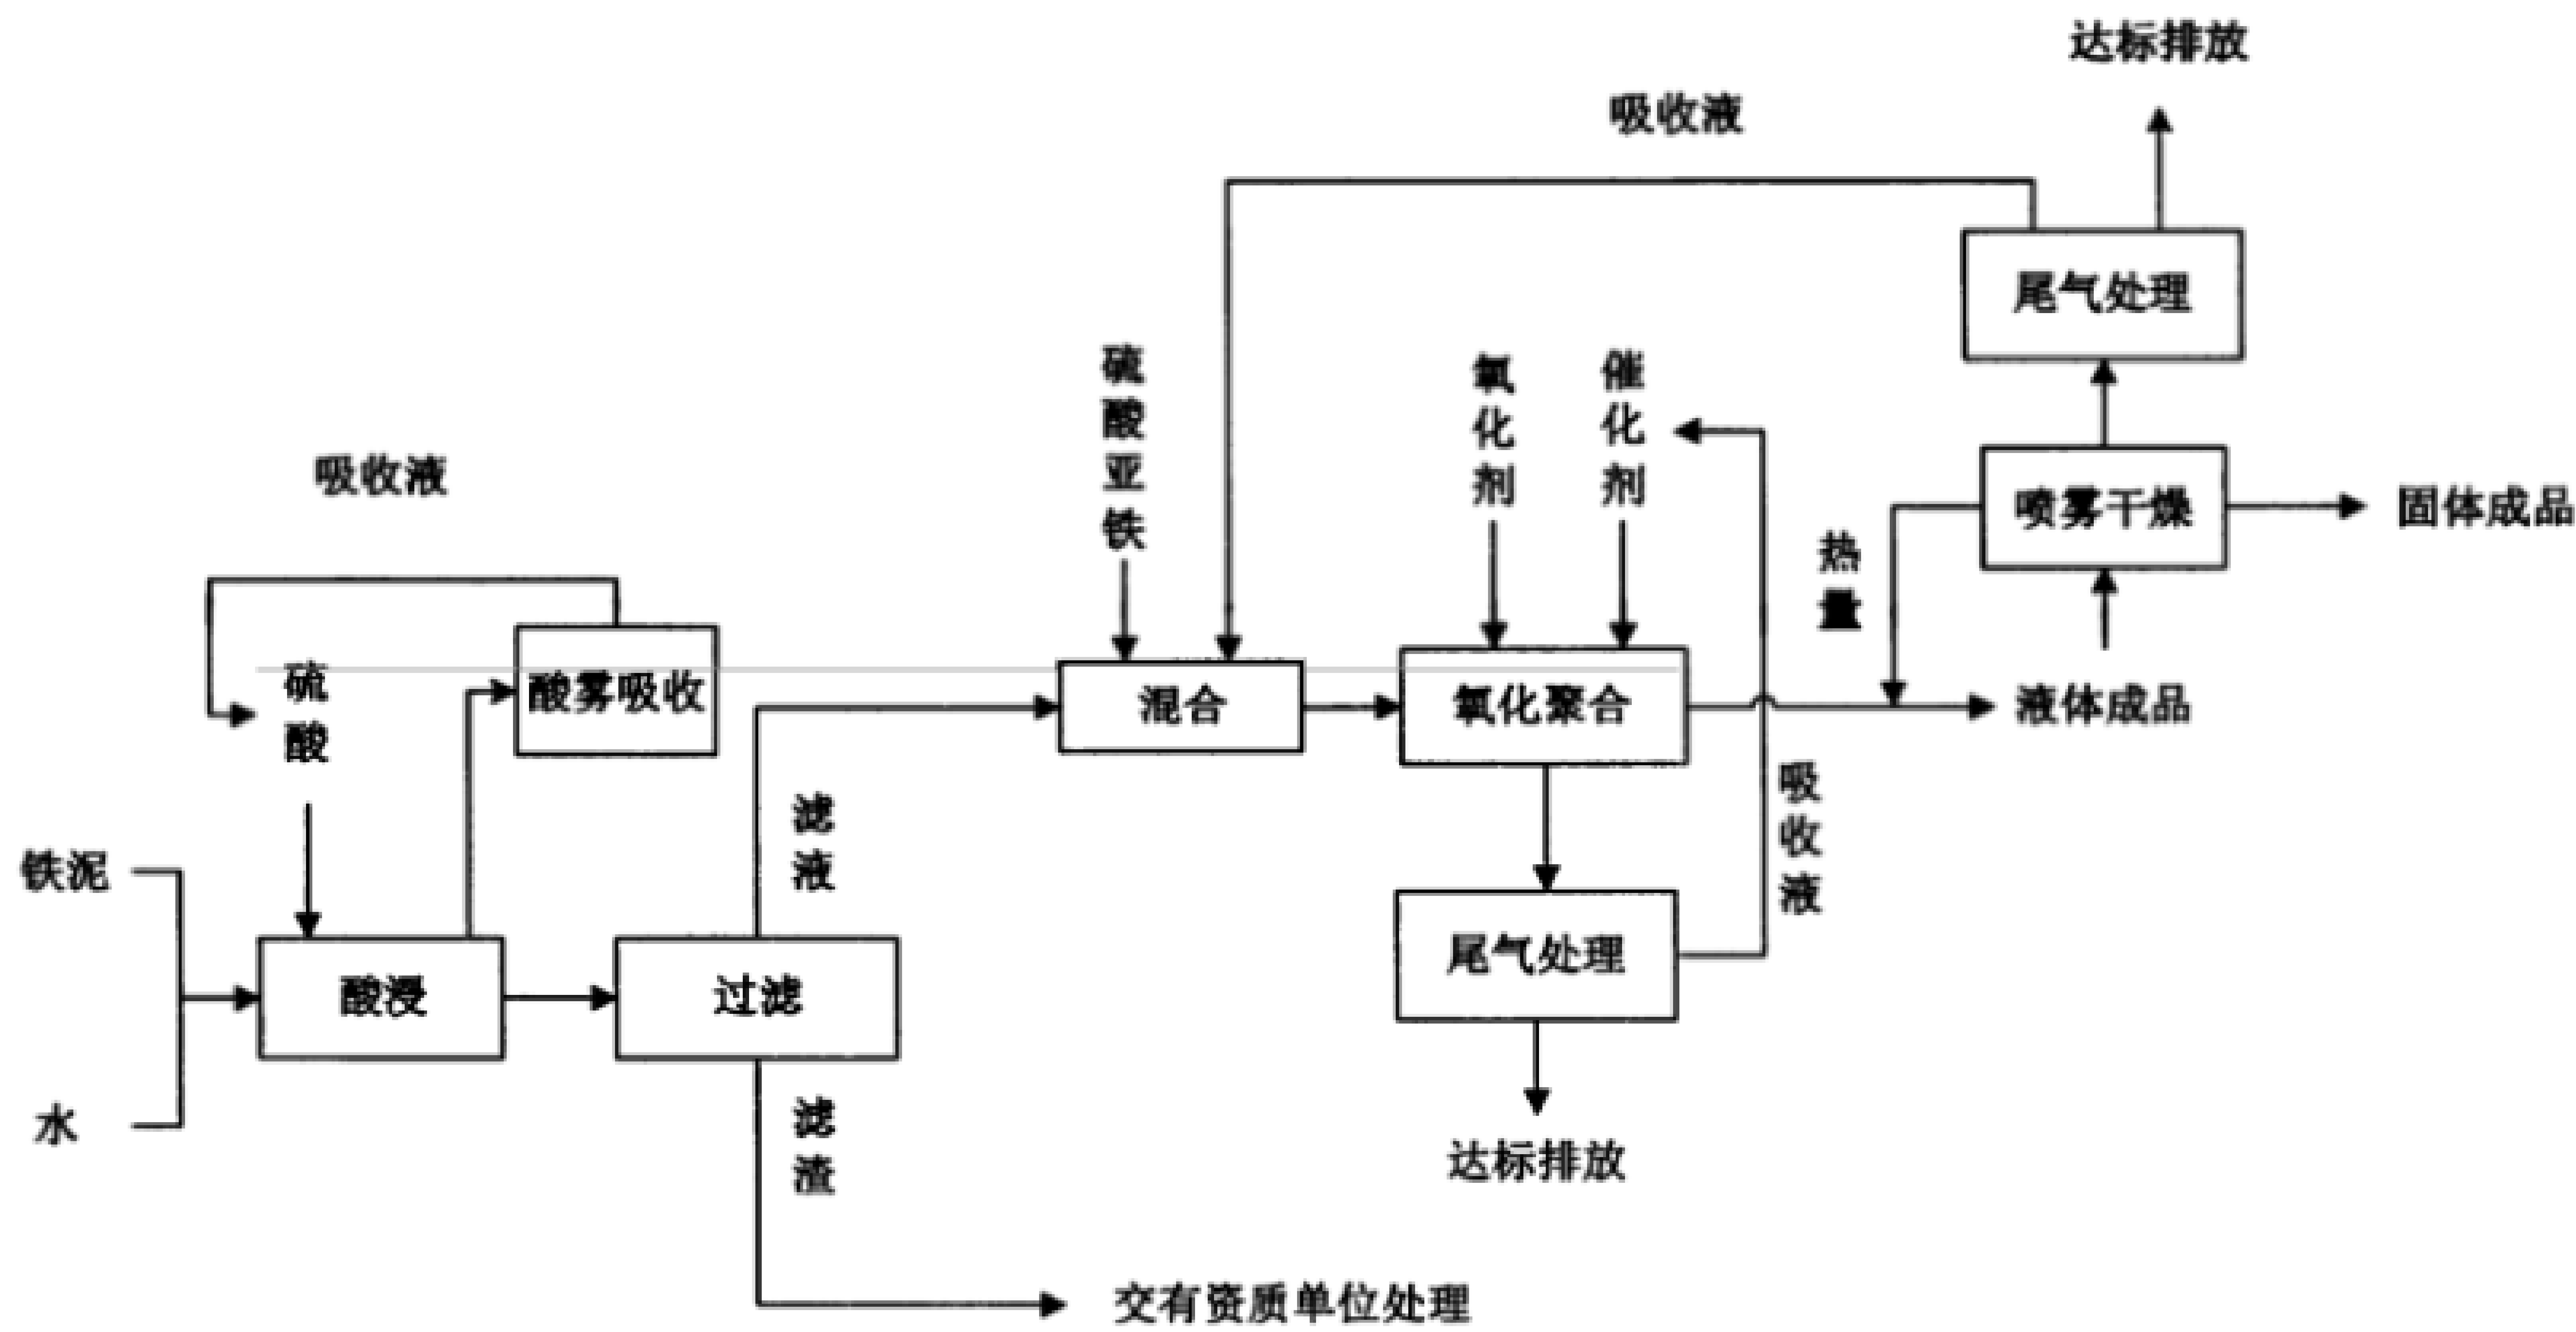 达标排放
吸收液
尾气处理
硫酸亚铁
氧化剂
催化剂
吸收液
喷雾干燥
固体成品
热量
硫酸
酸雾吸收
混合
氧化聚合
液体成品
滤液
吸收液
铁泥
尾气处理
酸浸
过滤
水
滤渣
达标排放
交有资质单位处理